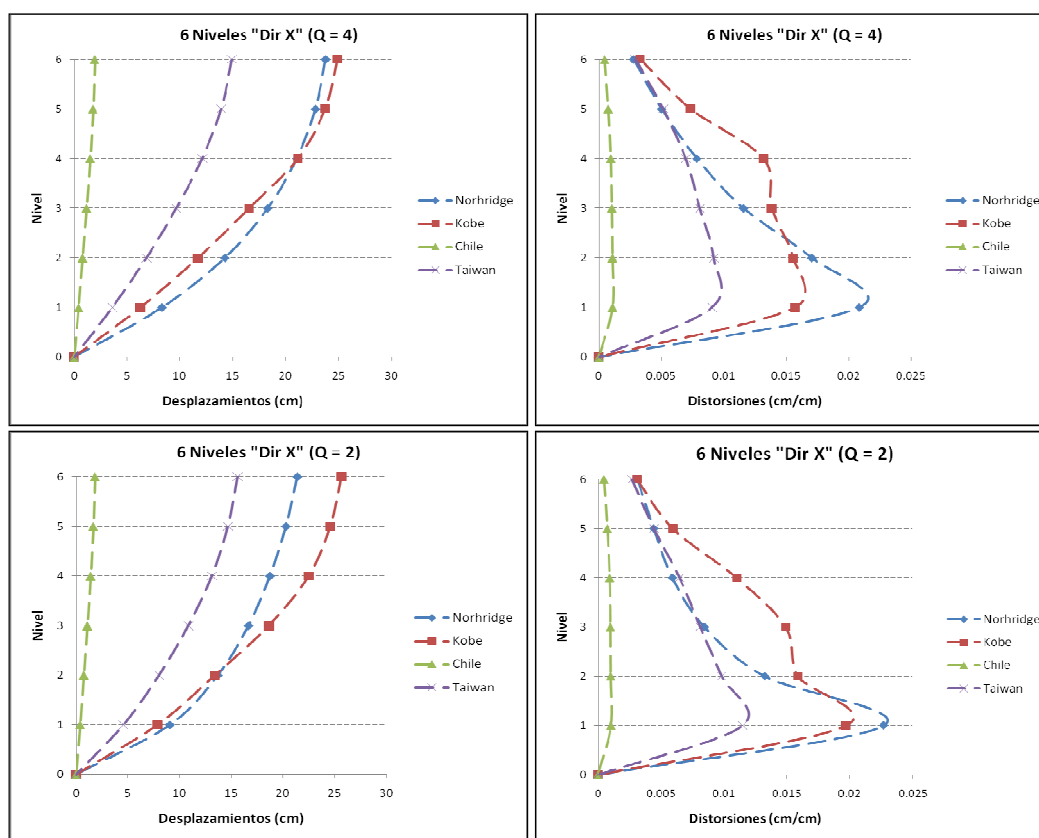 6 Niveles "Dir X" (Q = 4)
6
5
4
3
2
1
0
Nivel
0 5 10 15 20 25 30
Desplazamientos (cm)
Norhridge
Kobe
Chile
Taiwan
6 Niveles "Dir X" (Q = 4)
6
5
4
3
2
1
0
Nivel
0 0.005 0.01 0.015 0.02 0.025
Distorsiones (cm/cm)
Norhridge
Kobe
Chile
Taiwan
6 Niveles "Dir X" (Q = 2)
6
5
4
3
2
1
0
Nivel
0 5 10 15 20 25 30
Desplazamientos (cm)
Norhridge
Kobe
Chile
Taiwan
6 Niveles "Dir X" (Q = 2)
6
5
4
3
2
1
0
Nivel
0 0.005 0.01 0.015 0.02 0.025
Distorsiones (cm/cm)
Norhridge
Kobe
Chile
Taiwan